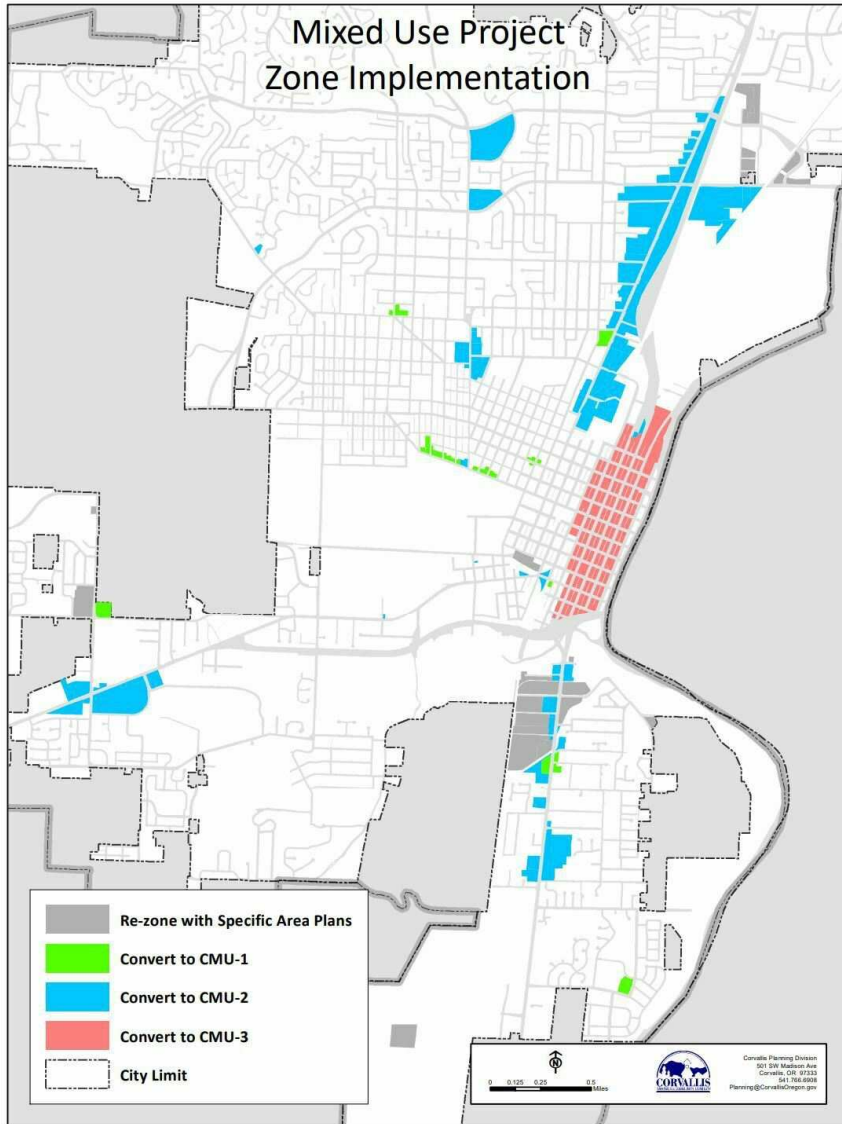 Mixed Use Project
Zone Implementation
Re-zone with Specific Area Plans
Convert to CMU-1
Convert to CMU-2
Convert to CMU-3
City Limit
N
0 0.125 0.25 0.5
Miles
CORVALLIS
Corvallis Planning Division
501 SW Madison Ave
Corvallis, OR 97333
541.766.6908
Planning@CorvallisOregon.gov